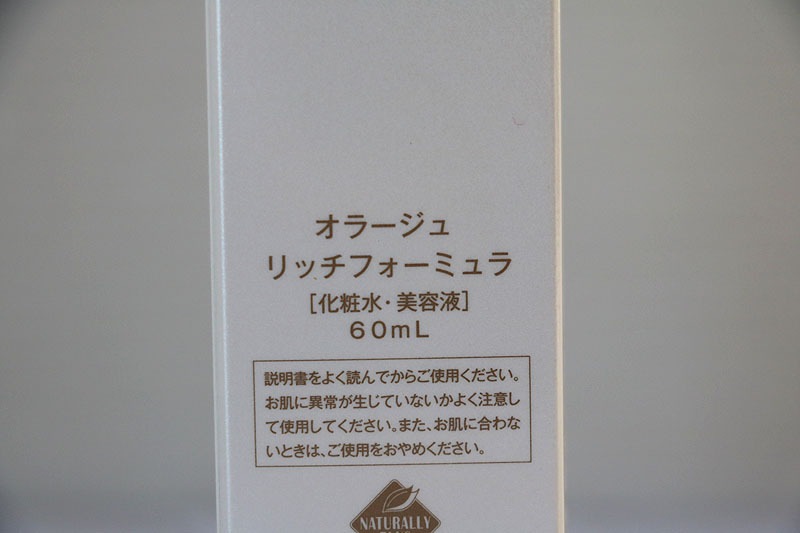 オラージュ
リッチフォーミュラ
[化粧水・美容液]
60mL
説明書をよく読んでからご使用ください。
お肌に異常が生じていないかよく注意し
て使用してください。また、お肌に合わな
いときは、ご使用をおやめください。
NATURALLY